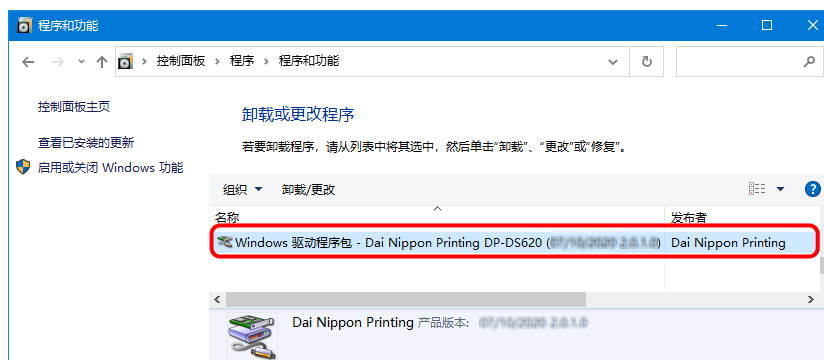 程序和功能
控制面板 › 程序 › 程序和功能
控制面板主页
卸载或更改程序
查看已安装的更新
若要卸载程序，请从列表中将其选中，然后单击“卸载”、“更改”或“修复”。
启用或关闭 Windows 功能
组织 卸载/更改
名称 发布者
Windows 驱动程序包 - Dai Nippon Printing DP-DS620 ( ) Dai Nippon Printing
Dai Nippon Printing 产品版本: